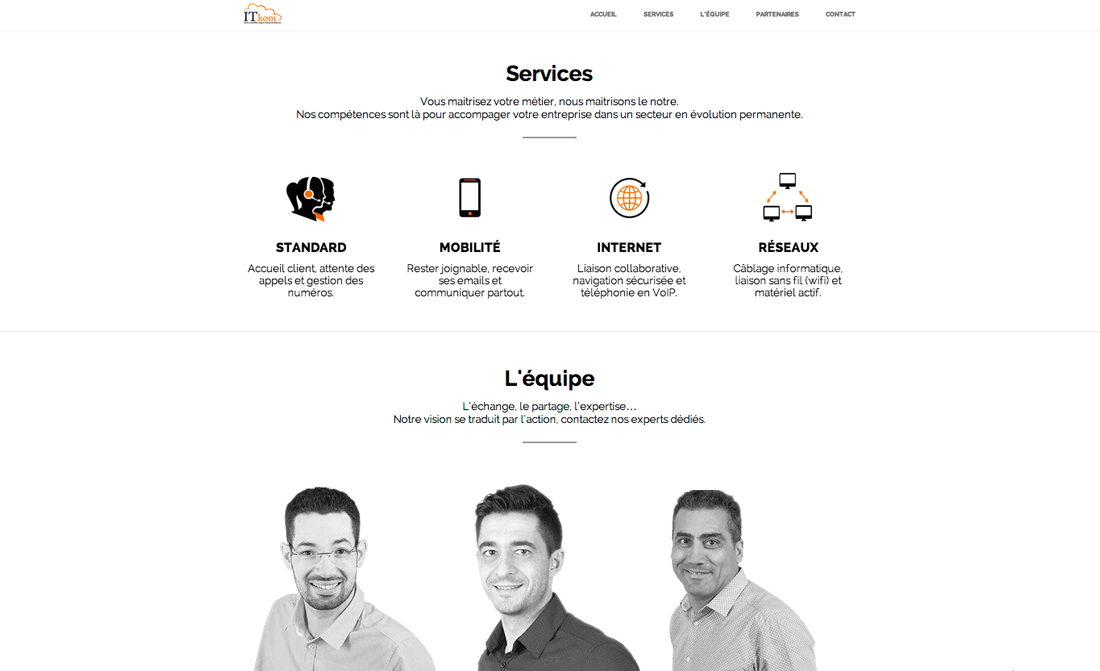 ITkom
ACCUEIL SERVICES L'ÉQUIPE PARTENAIRES CONTACT
Services
Vous maitrisez votre métier, nous maitrisons le notre.
Nos compétences sont là pour accompager votre entreprise dans un secteur en évolution permanente.
STANDARD
Accueil client, attente des
appels et gestion des
numéros.
MOBILITÉ
Rester joignable, recevoir
ses emails et
communiquer partout.
INTERNET
Liaison collaborative,
navigation sécurisée et
téléphonie en VoIP.
RÉSEAUX
Câblage informatique,
liaison sans fil (wifi) et
matériel actif.
L'équipe
L'échange, le partage, l'expertise...
Notre vision se traduit par l'action, contactez nos experts dédiés.